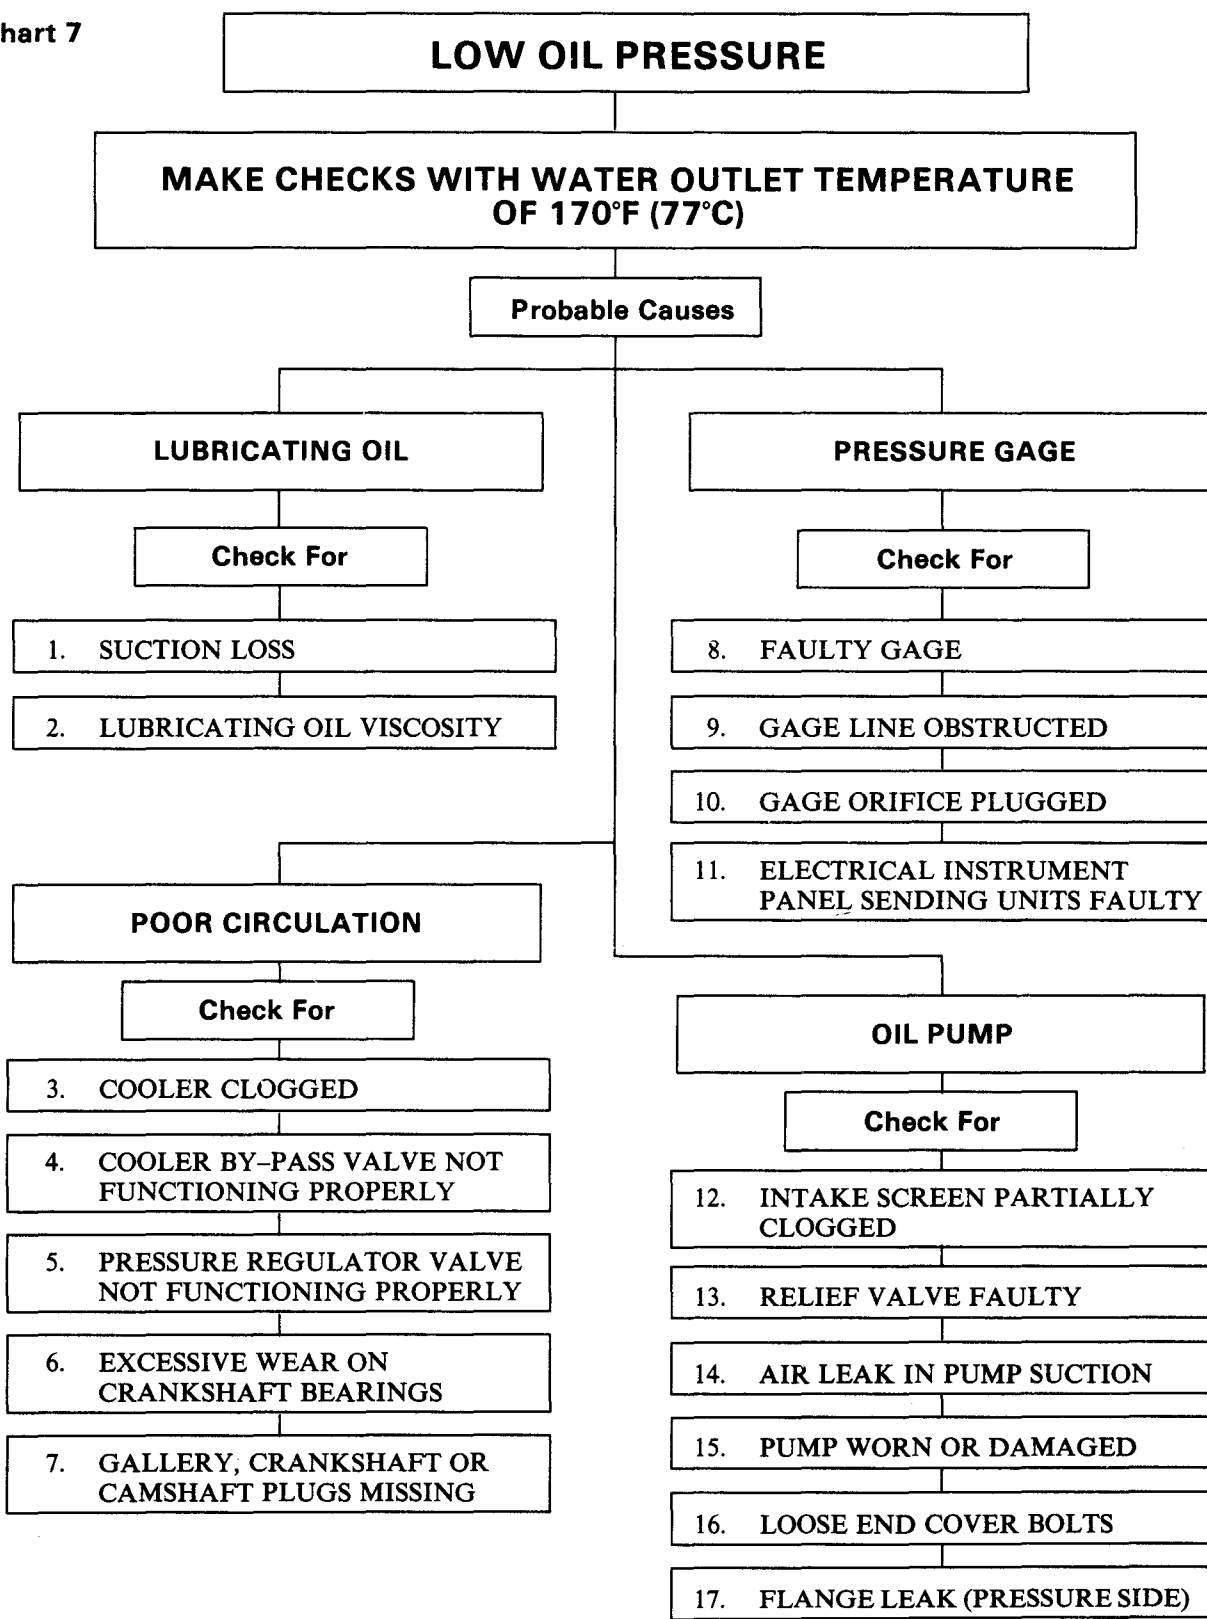 hart 7
LOW OIL PRESSURE
MAKE CHECKS WITH WATER OUTLET TEMPERATURE
OF 170°F (77°C)
Probable Causes
LUBRICATING OIL
Check For
1. SUCTION LOSS
2. LUBRICATING OIL VISCOSITY
PRESSURE GAGE
Check For
8. FAULTY GAGE
9. GAGE LINE OBSTRUCTED
10. GAGE ORIFICE PLUGGED
11. ELECTRICAL INSTRUMENT
PANEL SENDING UNITS FAULTY
POOR CIRCULATION
Check For
3. COOLER CLOGGED
4. COOLER BY–PASS VALVE NOT
FUNCTIONING PROPERLY
5. PRESSURE REGULATOR VALVE
NOT FUNCTIONING PROPERLY
6. EXCESSIVE WEAR ON
CRANKSHAFT BEARINGS
7. GALLERY, CRANKSHAFT OR
CAMSHAFT PLUGS MISSING
OIL PUMP
Check For
12. INTAKE SCREEN PARTIALLY
CLOGGED
13. RELIEF VALVE FAULTY
14. AIR LEAK IN PUMP SUCTION
15. PUMP WORN OR DAMAGED
16. LOOSE END COVER BOLTS
17. FLANGE LEAK (PRESSURE SIDE)